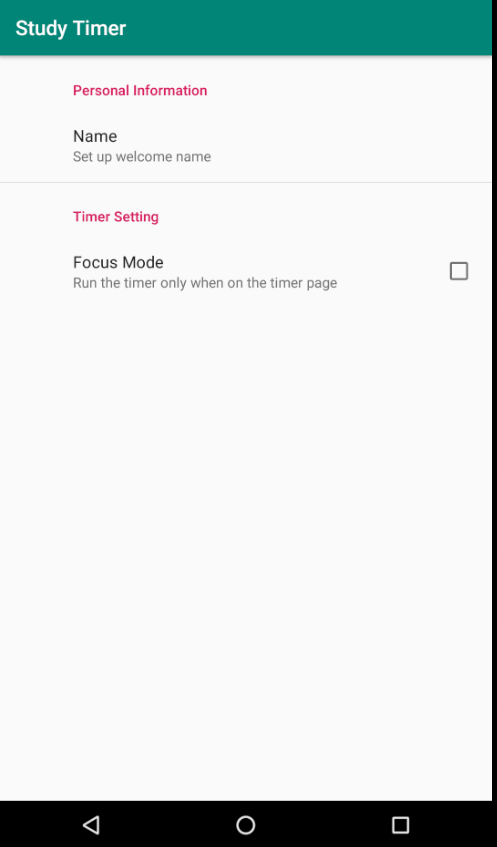 Study Timer
Personal Information
Name
Set up welcome name
Timer Setting
Focus Mode
Run the timer only when on the timer page